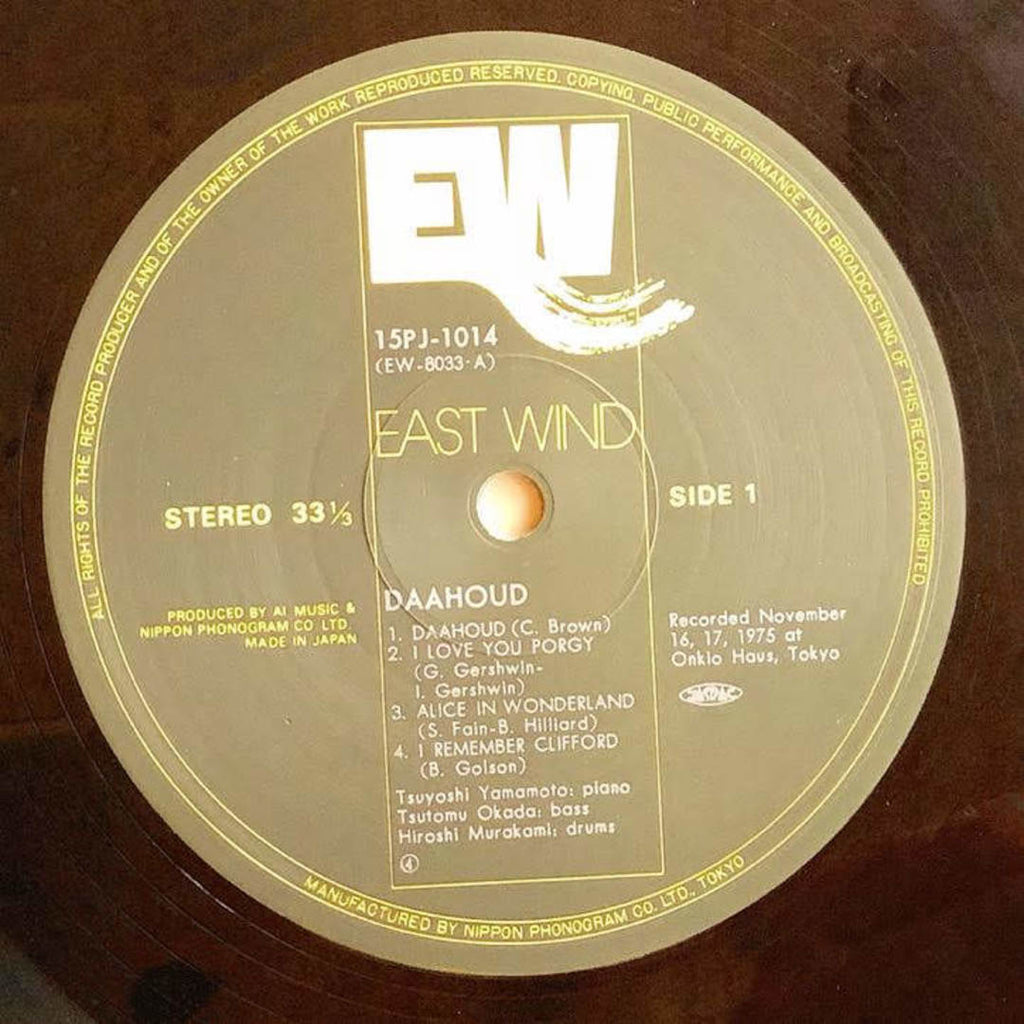 ALL RIGHTS OF THE RECORD PRODUCER AND OF THE OWNER OF THE WORK REPRODUCED RESERVED. COPYING, PUBLIC PERFORMANCE AND BROADCASTING OF THIS RECORD PROHIBITED
EW
15PJ-1014
(EW-8033-A)
EAST WIND
STEREO 33 1/3
SIDE 1
PRODUCED BY AI MUSIC &
NIPPON PHONOGRAM CO LTD.
MADE IN JAPAN
DAAHOUD
1. DAAHOUD (C. Brown)
2. I LOVE YOU PORGY
(G. Gershwin-
I. Gershwin)
3. ALICE IN WONDERLAND
(S. Fain-B. Hilliard)
4. I REMEMBER CLIFFORD
(B. Golson)
Tsuyoshi Yamamoto: piano
Tsutomu Okada: bass
Hiroshi Murakami: drums
④
Recorded November
16, 17, 1975 at
Onkio Haus, Tokyo
MANUFACTURED BY NIPPON PHONOGRAM CO. LTD., TOKYO